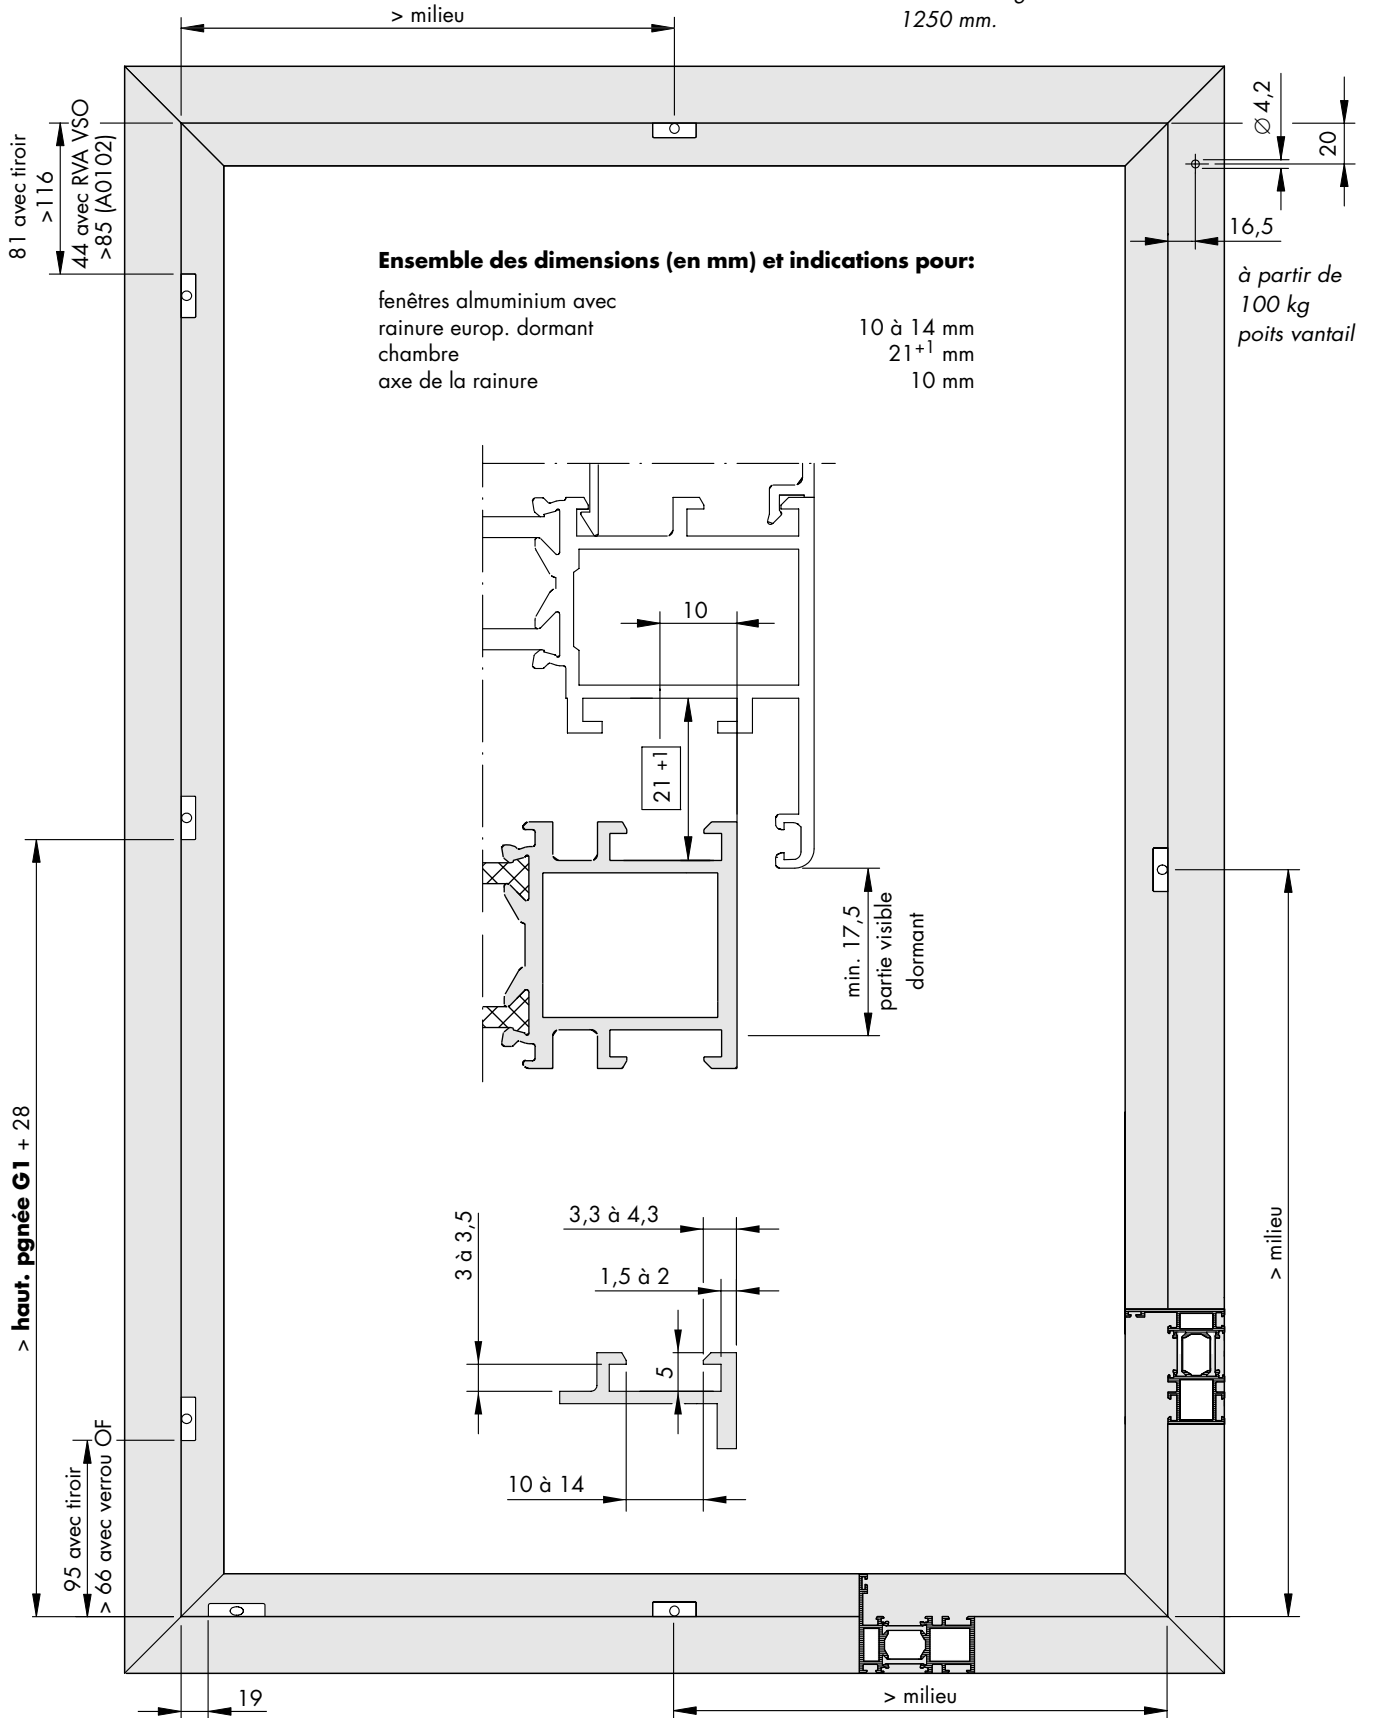 1250 mm.
> milieu
81 avec tiroir
>116
44 avec RVA VSO
>85 (A0102)
Ø 4,2
20
16,5
à partir de
100 kg
poits vantail
Ensemble des dimensions (en mm) et indications pour:
fenêtres almuminium avec
rainure europ. dormant 10 à 14 mm
chambre 21+1 mm
axe de la rainure 10 mm
10
21 +1
min. 17,5
partie visible
dormant
> haut. pgnée G1 + 28
3 à 3,5
3,3 à 4,3
1,5 à 2
5
10 à 14
> milieu
95 avec tiroir
> 66 avec verrou OF
19
> milieu